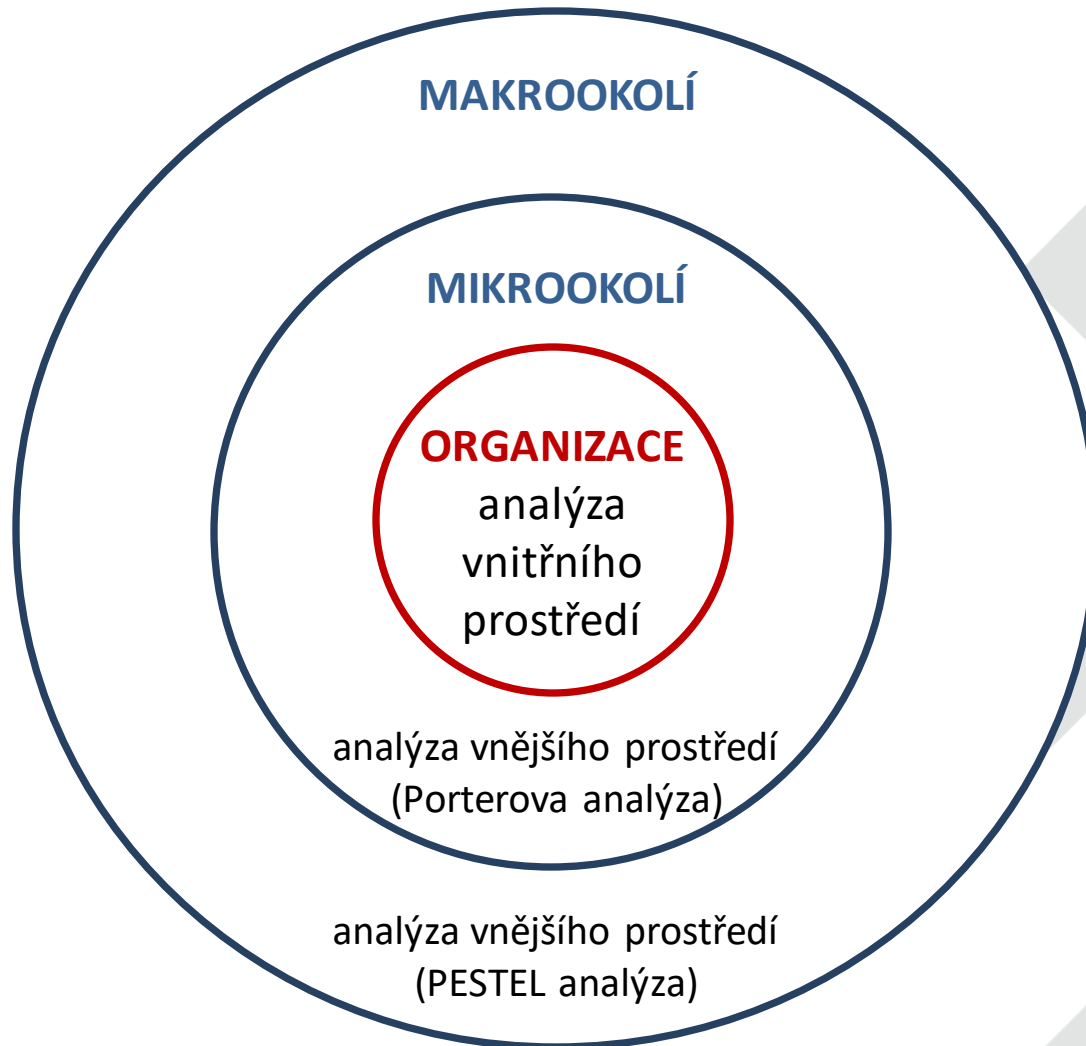 MAKROOKOLÍ
MIKROOKOLÍ
ORGANIZACE
analýza
vnitřního
prostředí
analýza vnějšího prostředí
(Porterova analýza)
analýza vnějšího prostředí
(PESTEL analýza)